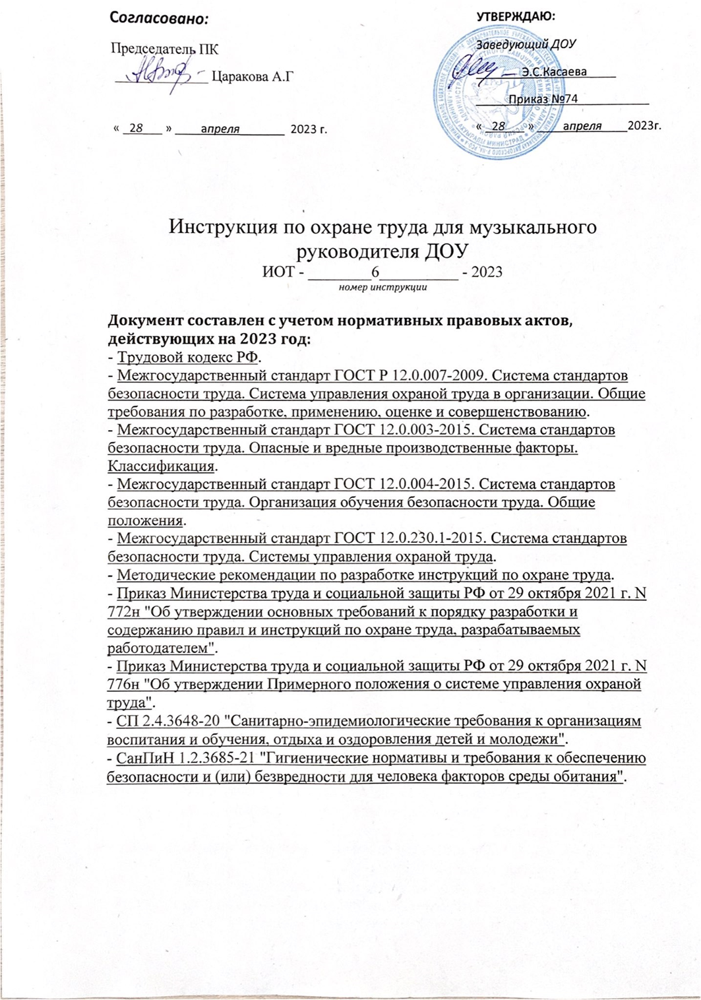 Согласовано:
Председатель ПК
Царакова А.Г
« 28 » апреля 2023 г.
УТВЕРЖДАЮ:
Заведующий ДОУ
Э.С.Касаева
Приказ №74
« 28 » апреля 2023г.
Инструкция по охране труда для музыкального
руководителя ДОУ
ИОТ - ________6__________ - 2023
номер инструкции
Документ составлен с учетом нормативных правовых актов,
действующих на 2023 год:
- Трудовой кодекс РФ.
- Межгосударственный стандарт ГОСТ Р 12.0.007-2009. Система стандартов
безопасности труда. Система управления охраной труда в организации. Общие
требования по разработке, применению, оценке и совершенствованию.
- Межгосударственный стандарт ГОСТ 12.0.003-2015. Система стандартов
безопасности труда. Опасные и вредные производственные факторы.
Классификация.
- Межгосударственный стандарт ГОСТ 12.0.004-2015. Система стандартов
безопасности труда. Организация обучения безопасности труда. Общие
положения.
- Межгосударственный стандарт ГОСТ 12.0.230.1-2015. Система стандартов
безопасности труда. Системы управления охраной труда.
- Методические рекомендации по разработке инструкций по охране труда.
- Приказ Министерства труда и социальной защиты РФ от 29 октября 2021 г. N
772н "Об утверждении основных требований к порядку разработки и
содержанию правил и инструкций по охране труда, разрабатываемых
работодателем".
- Приказ Министерства труда и социальной защиты РФ от 29 октября 2021 г. N
776н "Об утверждении Примерного положения о системе управления охраной
труда".
- СП 2.4.3648-20 "Санитарно-эпидемиологические требования к организациям
воспитания и обучения, отдыха и оздоровления детей и молодежи".
- СанПиН 1.2.3685-21 "Гигиенические нормативы и требования к обеспечению
безопасности и (или) безвредности для человека факторов среды обитания".